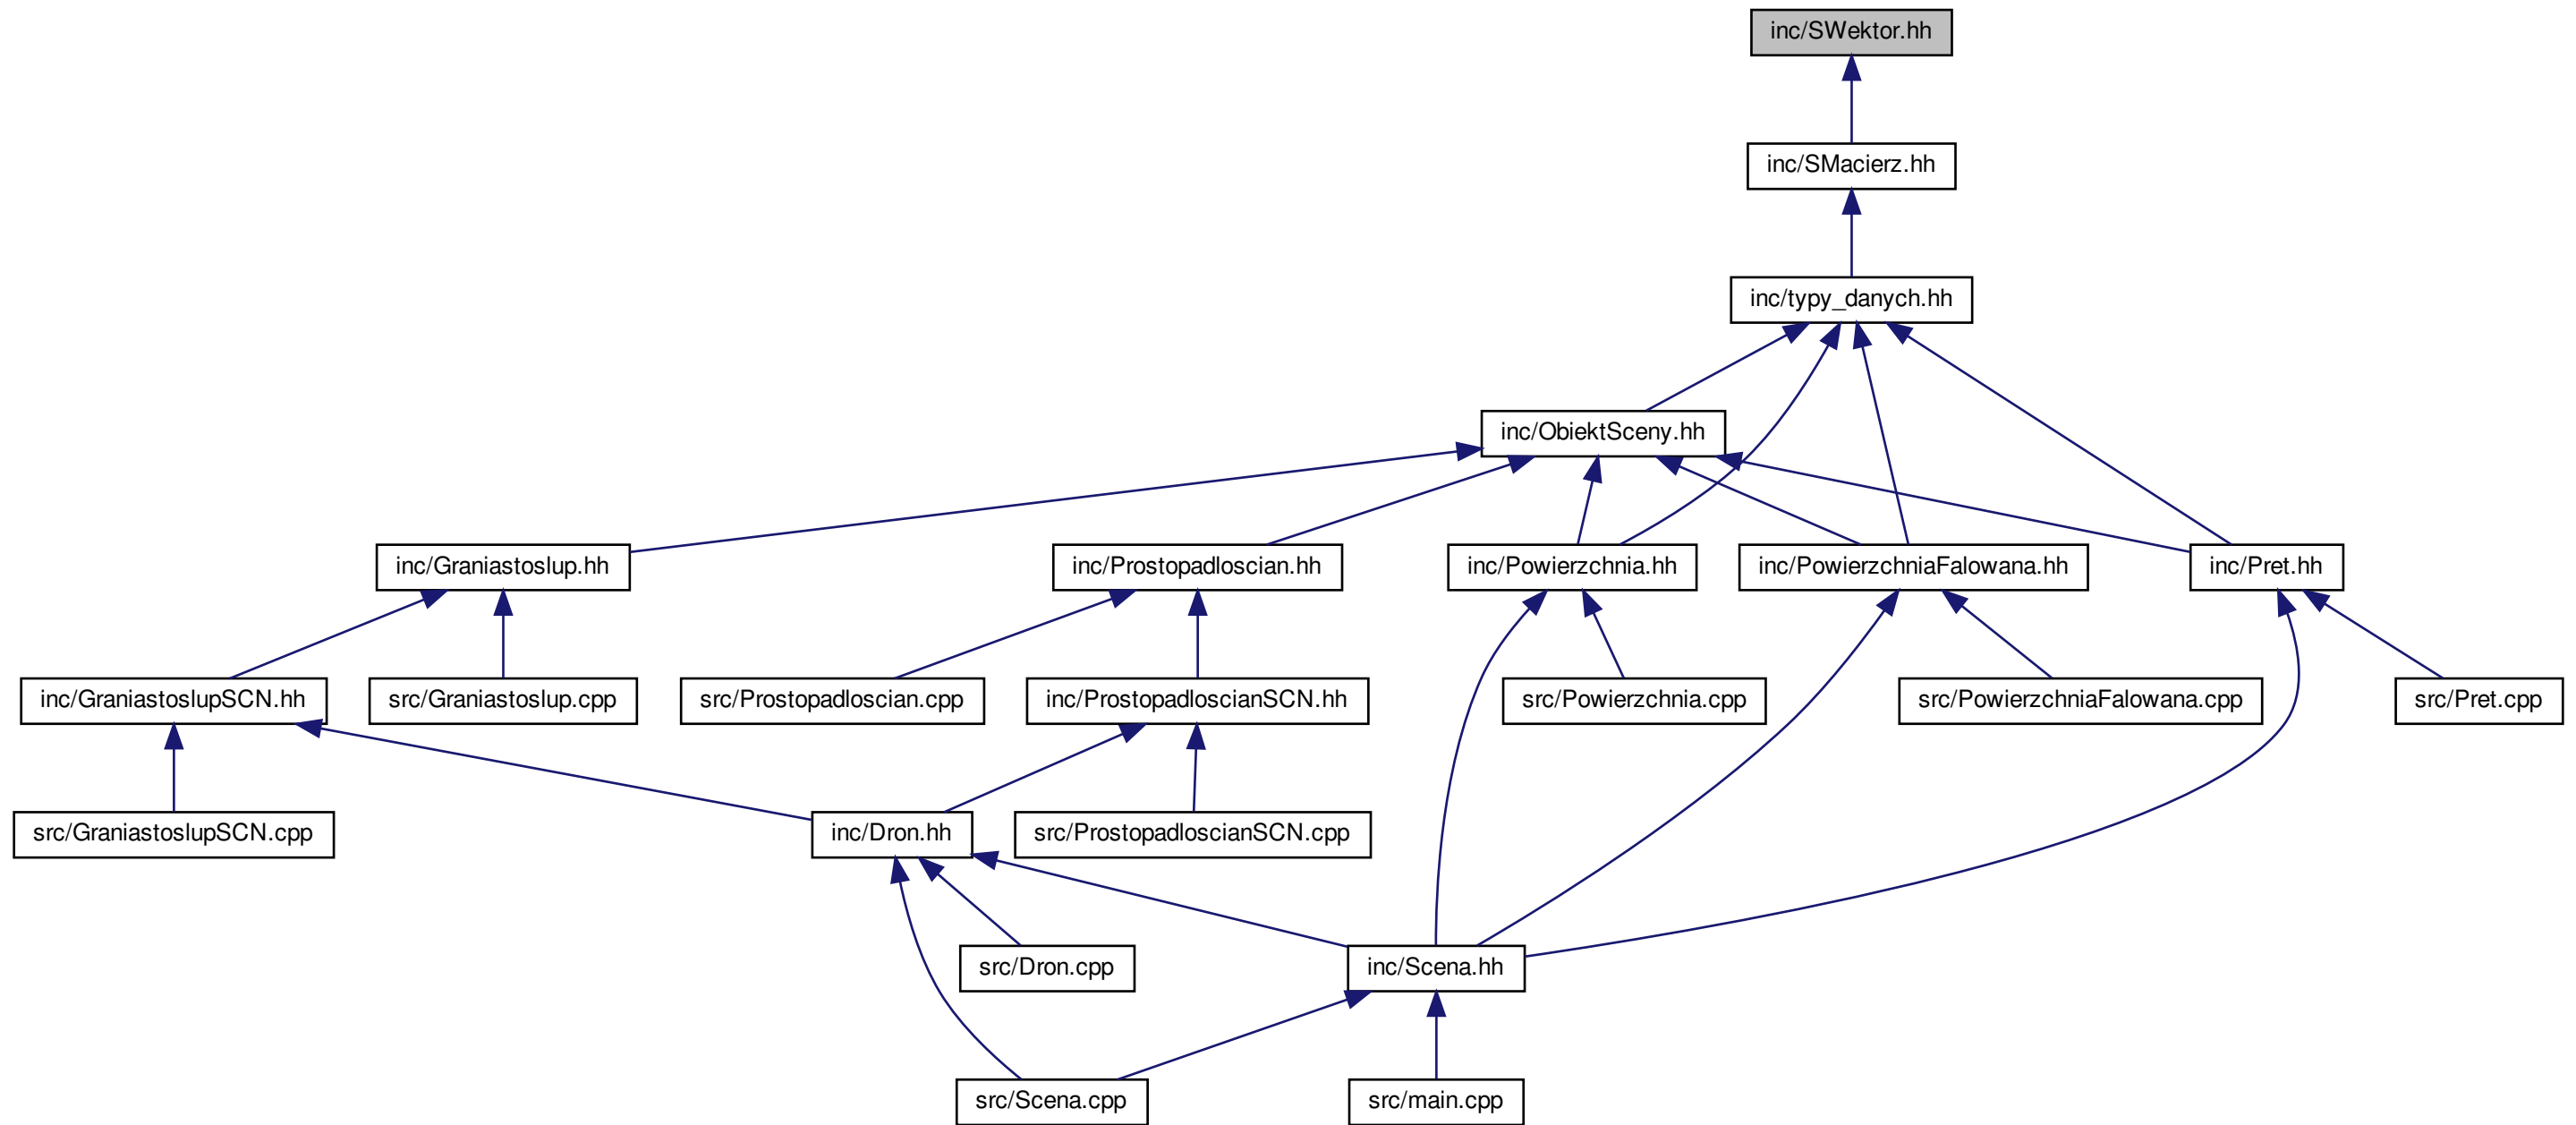 inc/SWektor.hh
inc/SMacierz.hh
inc/typy_danych.hh
inc/ObiektSceny.hh
inc/Graniastoslup.hh
inc/Prostopadloscian.hh
inc/Powierzchnia.hh
inc/PowierzchniaFalowana.hh
inc/Pret.hh
inc/GraniastoslupSCN.hh
src/Graniastoslup.cpp
src/Prostopadloscian.cpp
inc/ProstopadloscianSCN.hh
src/Powierzchnia.cpp
src/PowierzchniaFalowana.cpp
src/Pret.cpp
src/GraniastoslupSCN.cpp
inc/Dron.hh
src/ProstopadloscianSCN.cpp
src/Dron.cpp
inc/Scena.hh
src/Scena.cpp
src/main.cpp